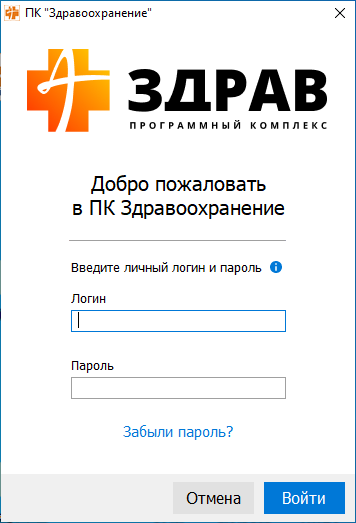 ПК "Здравоохранение"
ЗДРАВ
ПРОГРАММНЫЙ КОМПЛЕКС
Добро пожаловать
в ПК Здравоохранение
Введите личный логин и пароль
Логин
Пароль
Забыли пароль?
Отмена
Войти